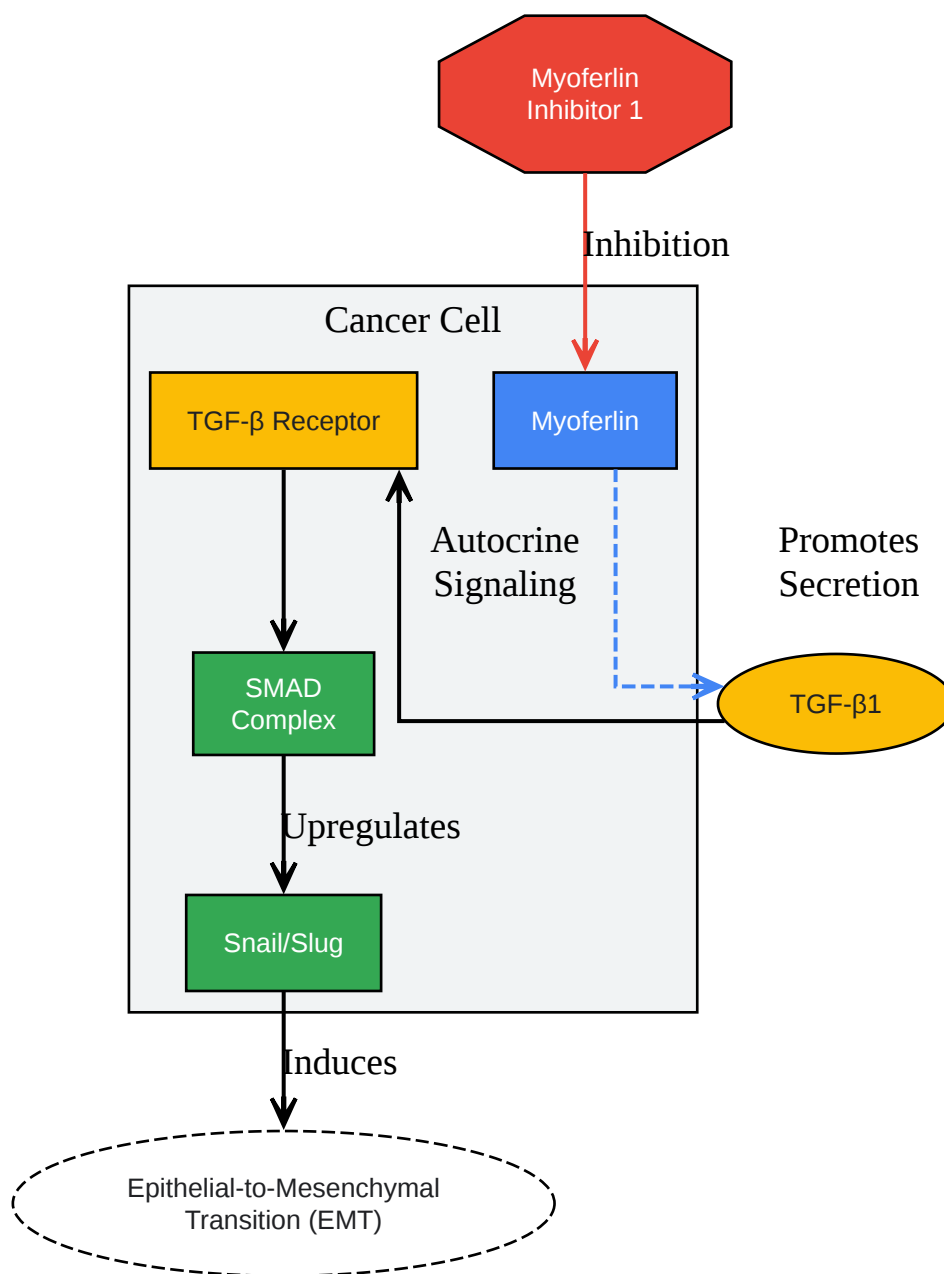 Myoferlin
Inhibitor 1
Inhibition
Cancer Cell
TGF-β Receptor
Myoferlin
Autocrine
Signaling
Promotes
Secretion
SMAD
Complex
TGF-β1
Upregulates
Snail/Slug
Induces
Epithelial-to-Mesenchymal
Transition (EMT)